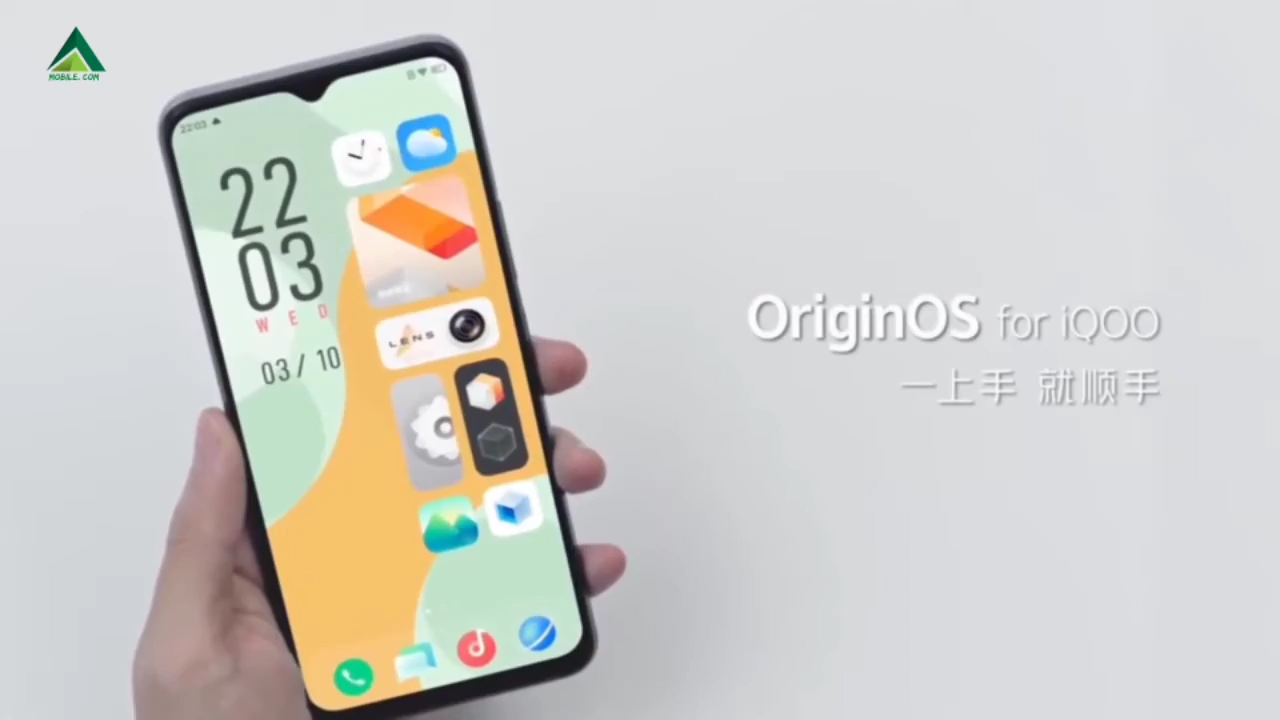 MOBILE.COM
22:03
22
03
WED
03/10
LENS
OriginOS for iQOO
一上手 就顺手